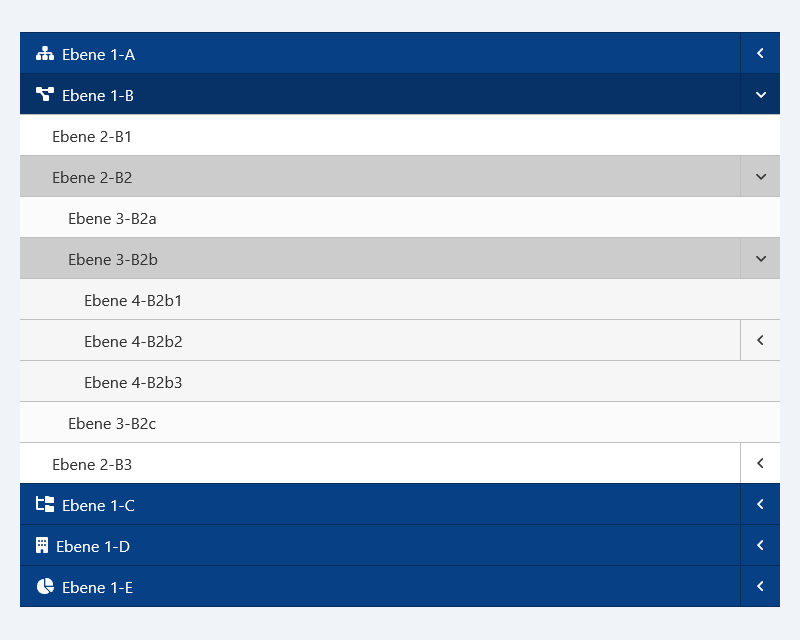 Ebene 1-A
Ebene 1-B
Ebene 2-B1
Ebene 2-B2
Ebene 3-B2a
Ebene 3-B2b
Ebene 4-B2b1
Ebene 4-B2b2
Ebene 4-B2b3
Ebene 3-B2c
Ebene 2-B3
Ebene 1-C
Ebene 1-D
Ebene 1-E